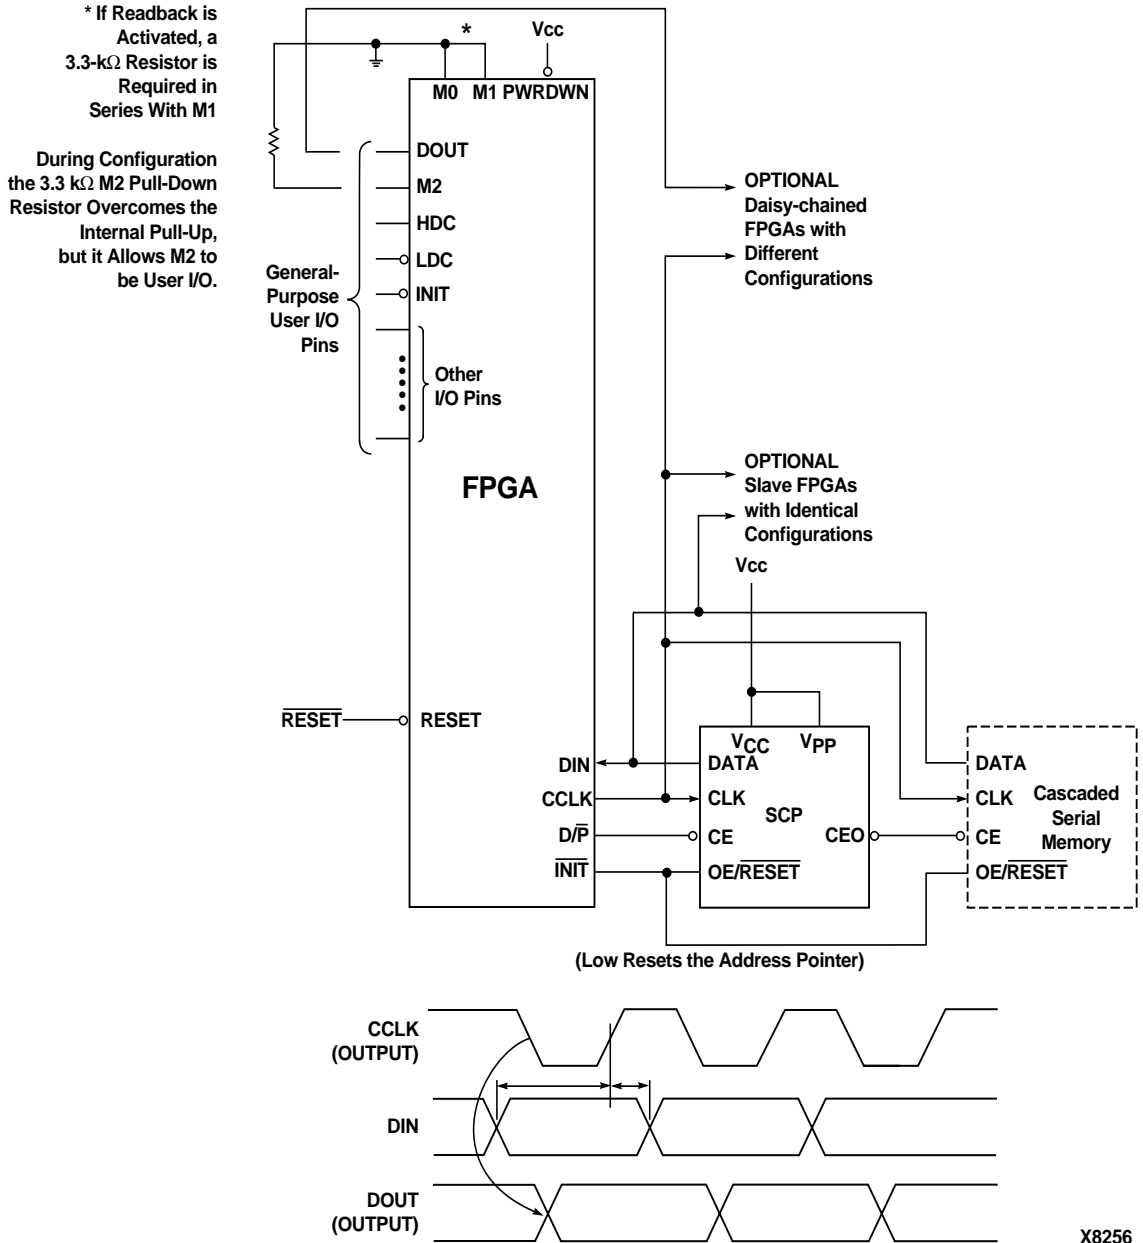 * If Readback is
Activated, a
3.3-kΩ Resistor is
Required in
Series With M1
During Configuration
the 3.3 kΩ M2 Pull-Down
Resistor Overcomes the
Internal Pull-Up,
but it Allows M2 to
be User I/O.
*
Vcc
M0 M1 PWRDWN
DOUT
M2
HDC
LDC
INIT
General-
Purpose
User I/O
Pins
Other
I/O Pins
FPGA
OPTIONAL
Daisy-chained
FPGAs with
Different
Configurations
OPTIONAL
Slave FPGAs
with Identical
Configurations
Vcc
RESET
RESET
DIN
CCLK
D/P
INIT
VCC VPP
DATA
CLK
SCP
CE
CEO
OE/RESET
DATA
CLK
Cascaded
Serial
Memory
CE
OE/RESET
(Low Resets the Address Pointer)
CCLK
(OUTPUT)
DIN
DOUT
(OUTPUT)
X8256